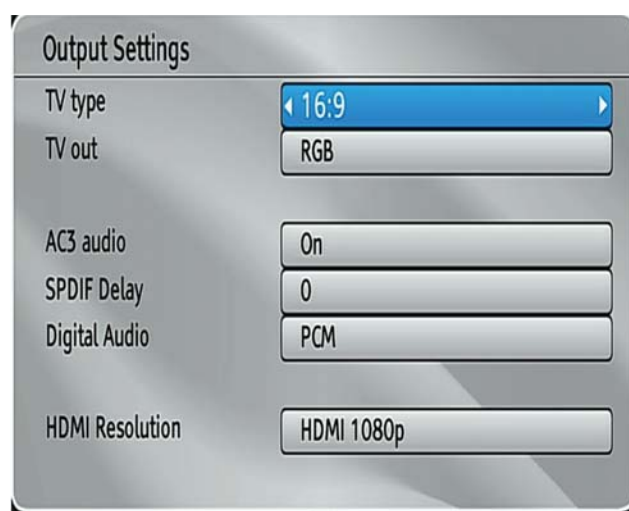 Output Settings
TV type 16:9
TV out RGB
AC3 audio On
SPDIF Delay 0
Digital Audio PCM
HDMI Resolution HDMI 1080p